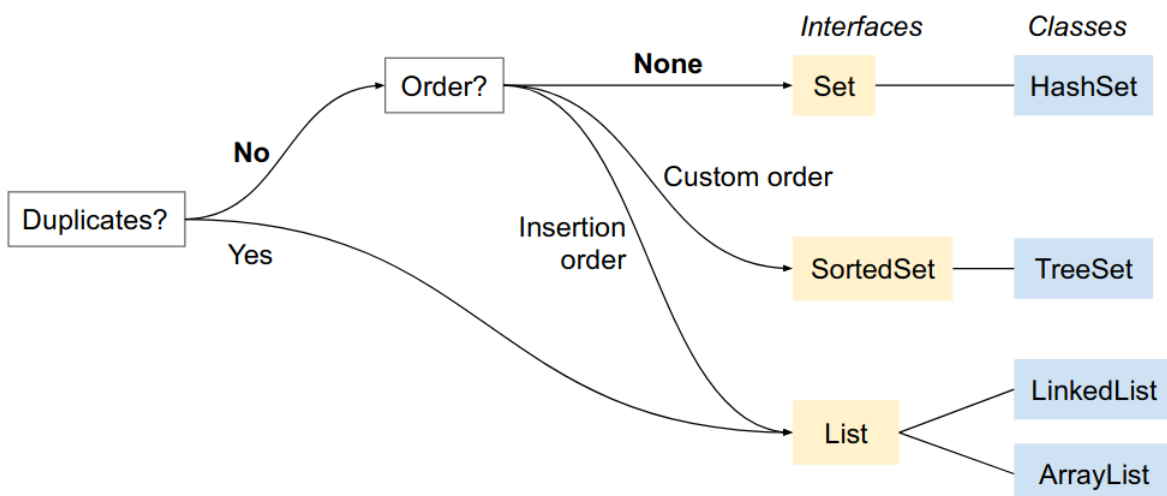 Interfaces
Classes
Order?
None
Set
HashSet
No
Custom order
Duplicates?
Insertion
order
Yes
SortedSet
TreeSet
LinkedList
List
ArrayList